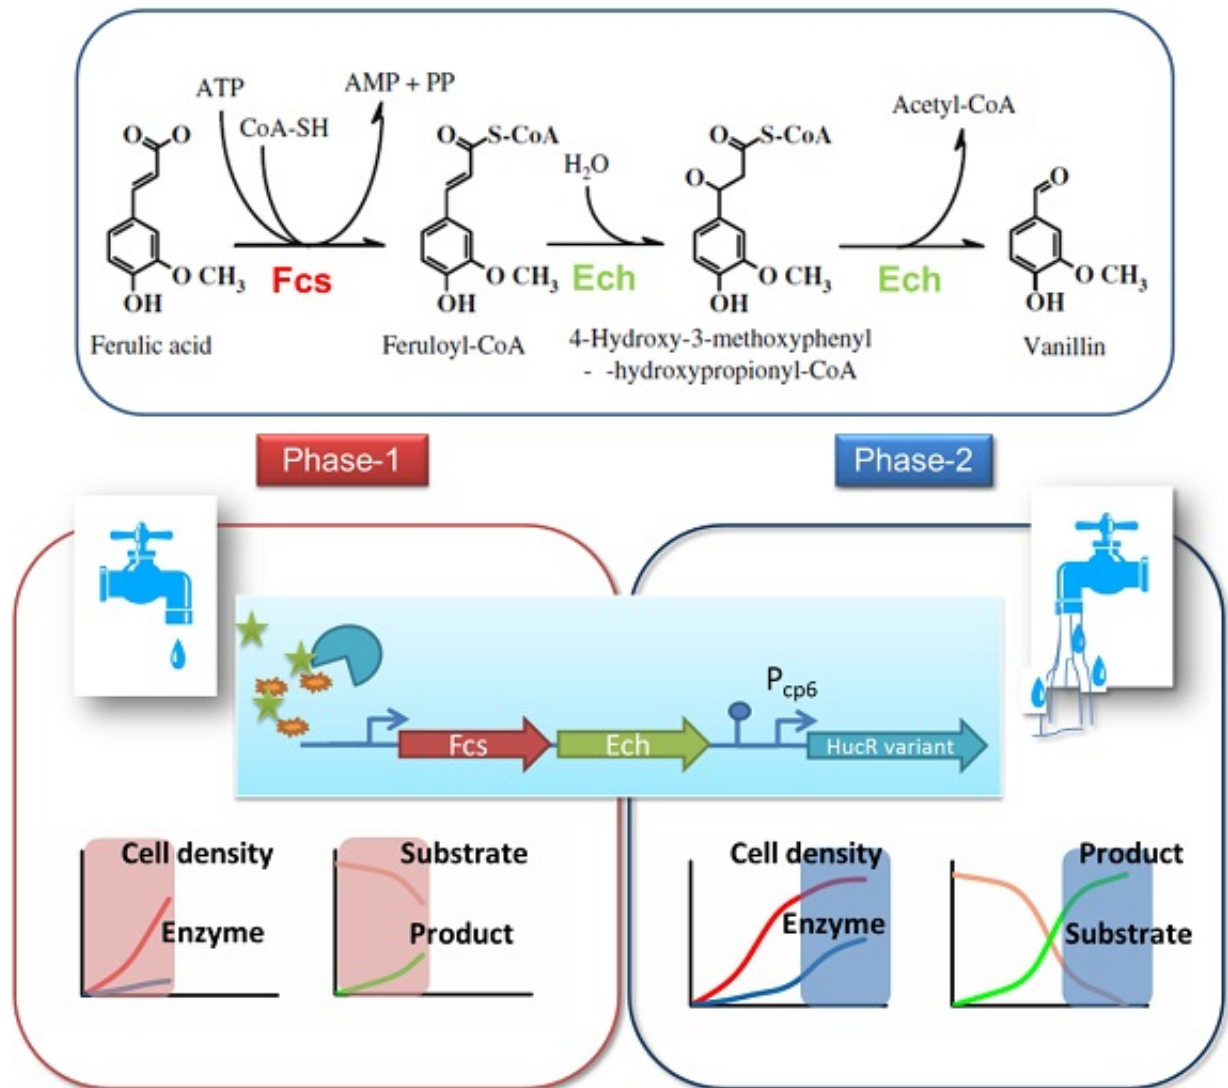 ATP
CoA-SH
AMP + PP
Acetyl-CoA
O
O
O
S-CoA
H₂O
O
S-CoA
O
O
O CH₃
OH
O CH₃
OH
O CH₃
OH
O CH₃
OH
Fcs
Ech
Ech
Ferulic acid
Feruloyl-CoA
4-Hydroxy-3-methoxyphenyl
- -hydroxypropionyl-CoA
Vanillin
Phase-1
Phase-2
Pcp6
Fcs
Ech
HucR variant
Cell density
Enzyme
Substrate
Product
Cell density
Enzyme
Product
Substrate